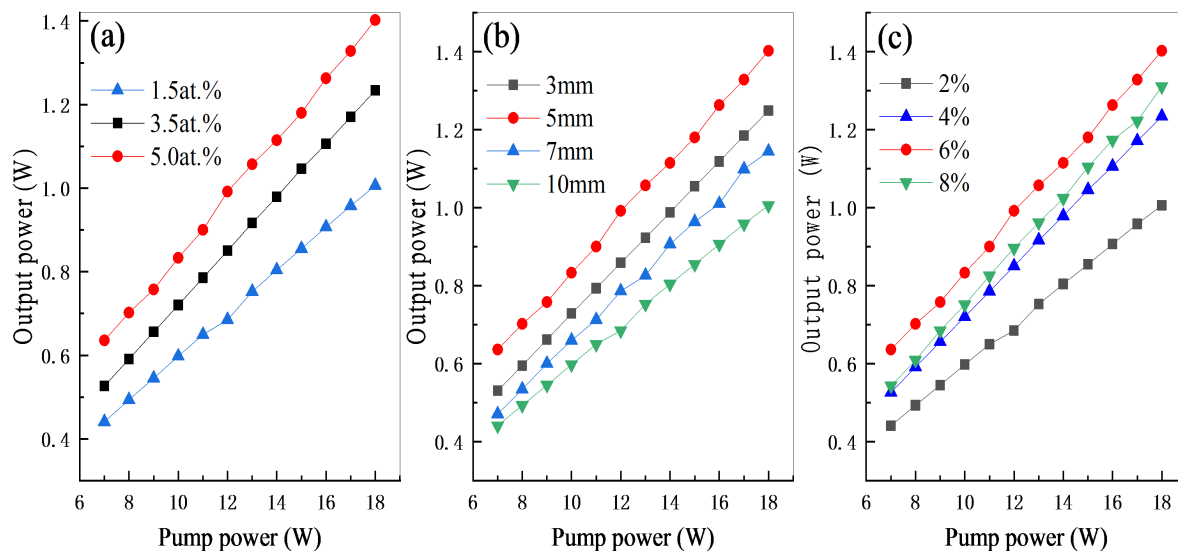 (a)
1.5at.%
3.5at.%
5.0at.%
Output power (W)
1.4
1.2
1.0
0.8
0.6
0.4
6 8 10 12 14 16 18
Pump power (W)
(b)
3mm
5mm
7mm
10mm
Output power (W)
1.4
1.2
1.0
0.8
0.6
0.4
6 8 10 12 14 16 18
Pump power (W)
(c)
2%
4%
6%
8%
Output power (W)
1.4
1.2
1.0
0.8
0.6
0.4
6 8 10 12 14 16 18
Pump power (W)